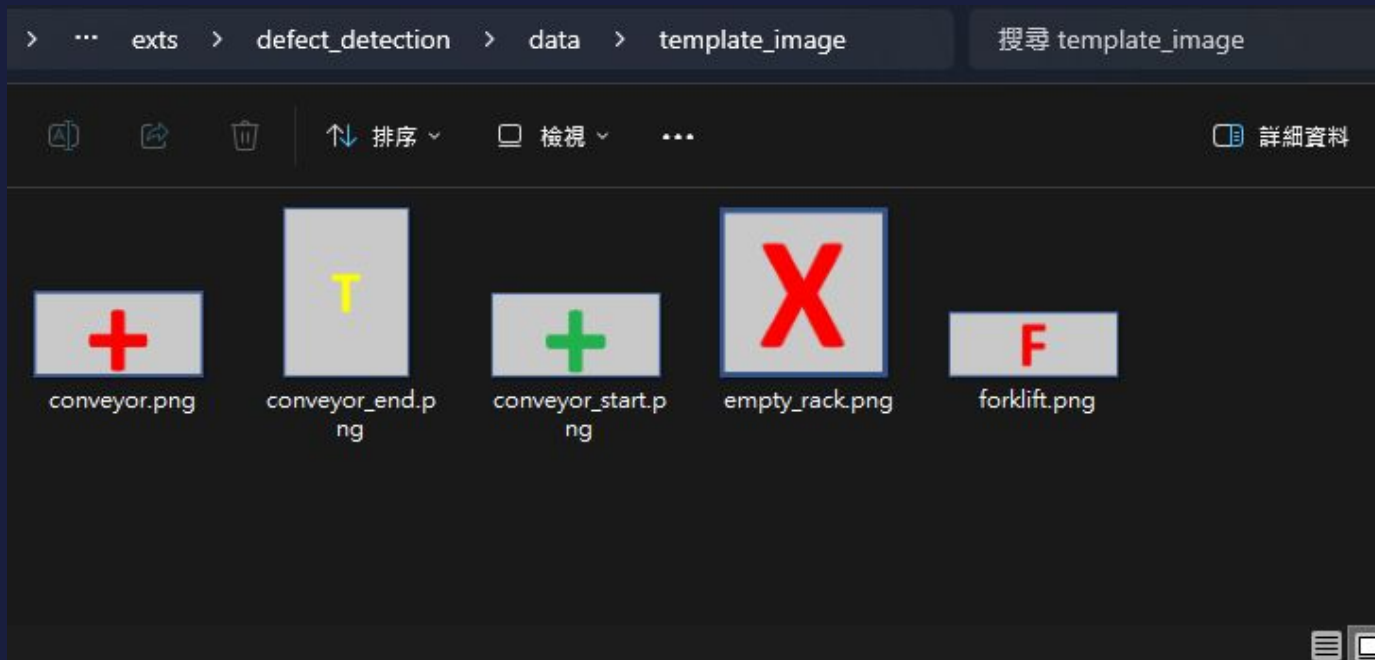 > ··· exts > defect_detection > data > template_image 搜尋 template_image
排序 檢視 ··· 詳細資料
T
X
F
conveyor.png
conveyor_end.p
ng
conveyor_start.p
ng
empty_rack.png
forklift.png